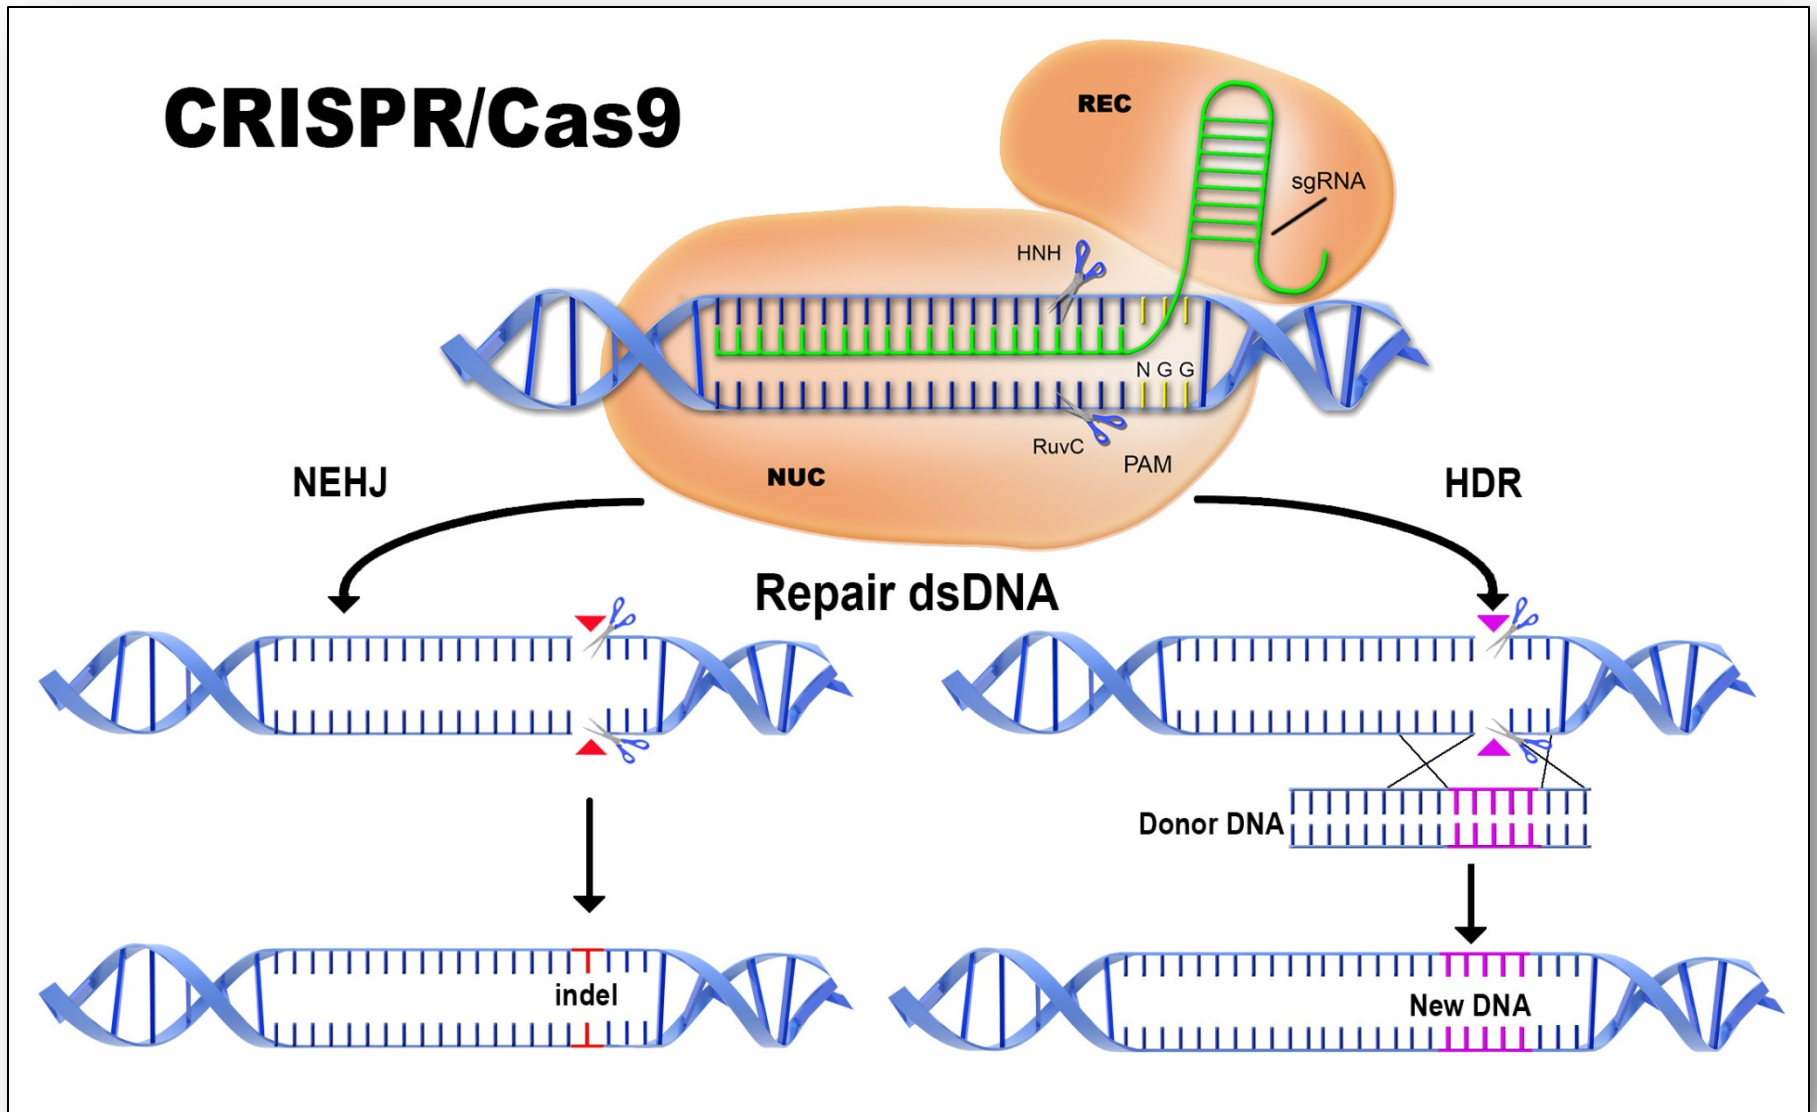 CRISPR/Cas9
REC
sgRNA
HNH
N G G
RuvC
PAM
NUC
NEHJ
HDR
Repair dsDNA
Donor DNA
indel
New DNA